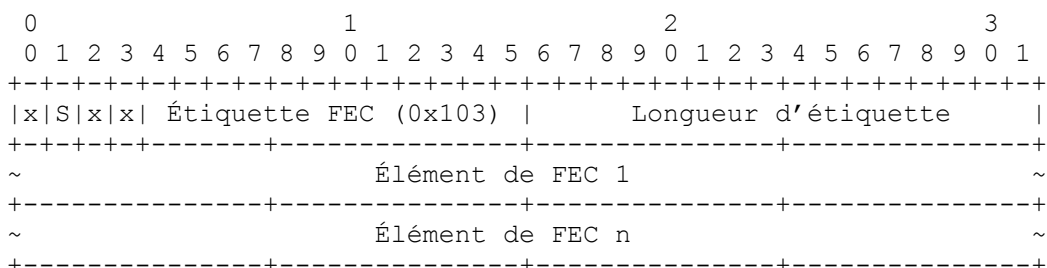 0                   1                   2                   3
 0 1 2 3 4 5 6 7 8 9 0 1 2 3 4 5 6 7 8 9 0 1 2 3 4 5 6 7 8 9 0 1
+-+-+-+-+-+-+-+-+-+-+-+-+-+-+-+-+-+-+-+-+-+-+-+-+-+-+-+-+-+-+-+-+
|x|S|x|x| Étiquette FEC (0x103) |      Longueur d’étiquette     |
+-+-+-+-+-------+---------------+---------------+---------------+
~                      Élément de FEC 1                         ~
+---------------+---------------+---------------+---------------+
~                      Élément de FEC n                         ~
+---------------+---------------+---------------+---------------+